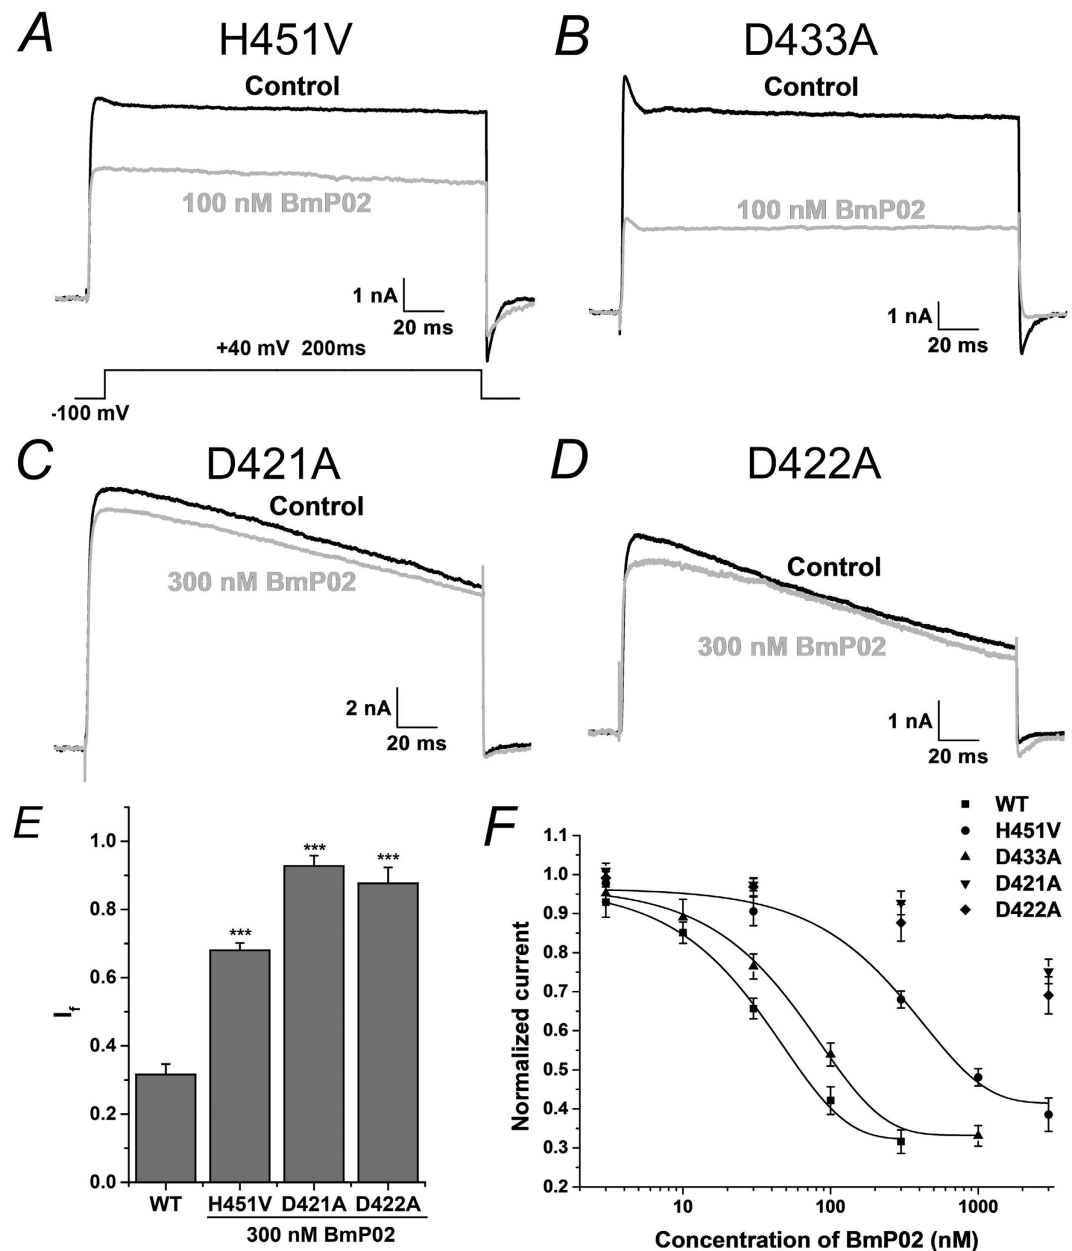 A
H451V
Control
100 nM BmP02
1 nA
20 ms
+40 mV 200ms
-100 mV
B
D433A
Control
100 nM BmP02
1 nA
20 ms
C
D421A
Control
300 nM BmP02
2 nA
20 ms
D
D422A
Control
300 nM BmP02
1 nA
20 ms
E
1.0
0.8
0.6
0.4
0.2
0.0
If
***
***
***
WT
H451V
D421A
D422A
300 nM BmP02
F
WT
H451V
D433A
D421A
D422A
1.1
1.0
0.9
0.8
0.7
0.6
0.5
0.4
0.3
0.2
Normalized current
10
100
1000
Concentration of BmP02 (nM)